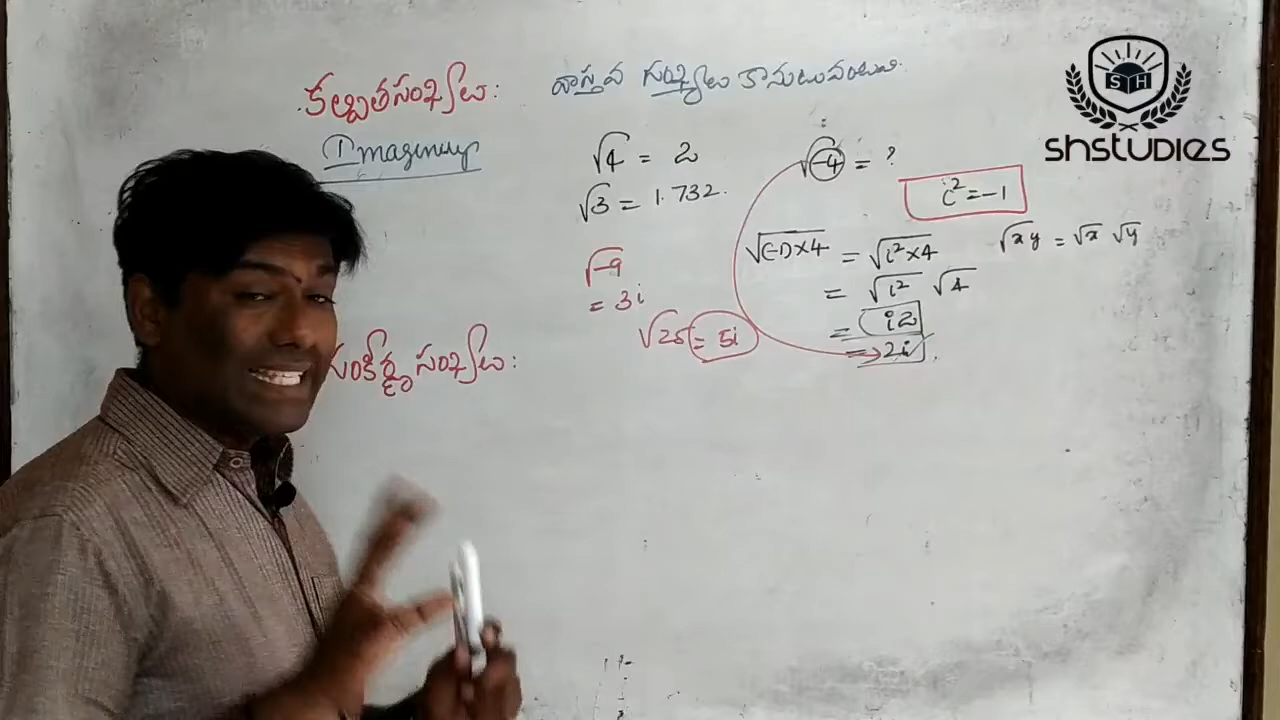 కల్పితసంఖ్యలు: వాస్తవ సంఖ్యలు కానటువంటివి.
Imaginary
√4 = 2
√3 = 1.732.
√-9
= 3i
√25 = 5i
√-4 = ?
i² = -1
√(-1)×4 = √i²×4
= √i² √4
= i2
= 2i
√xy = √x √y
సంకీర్ణ సంఖ్యలు:
SH
SHSTUDIES